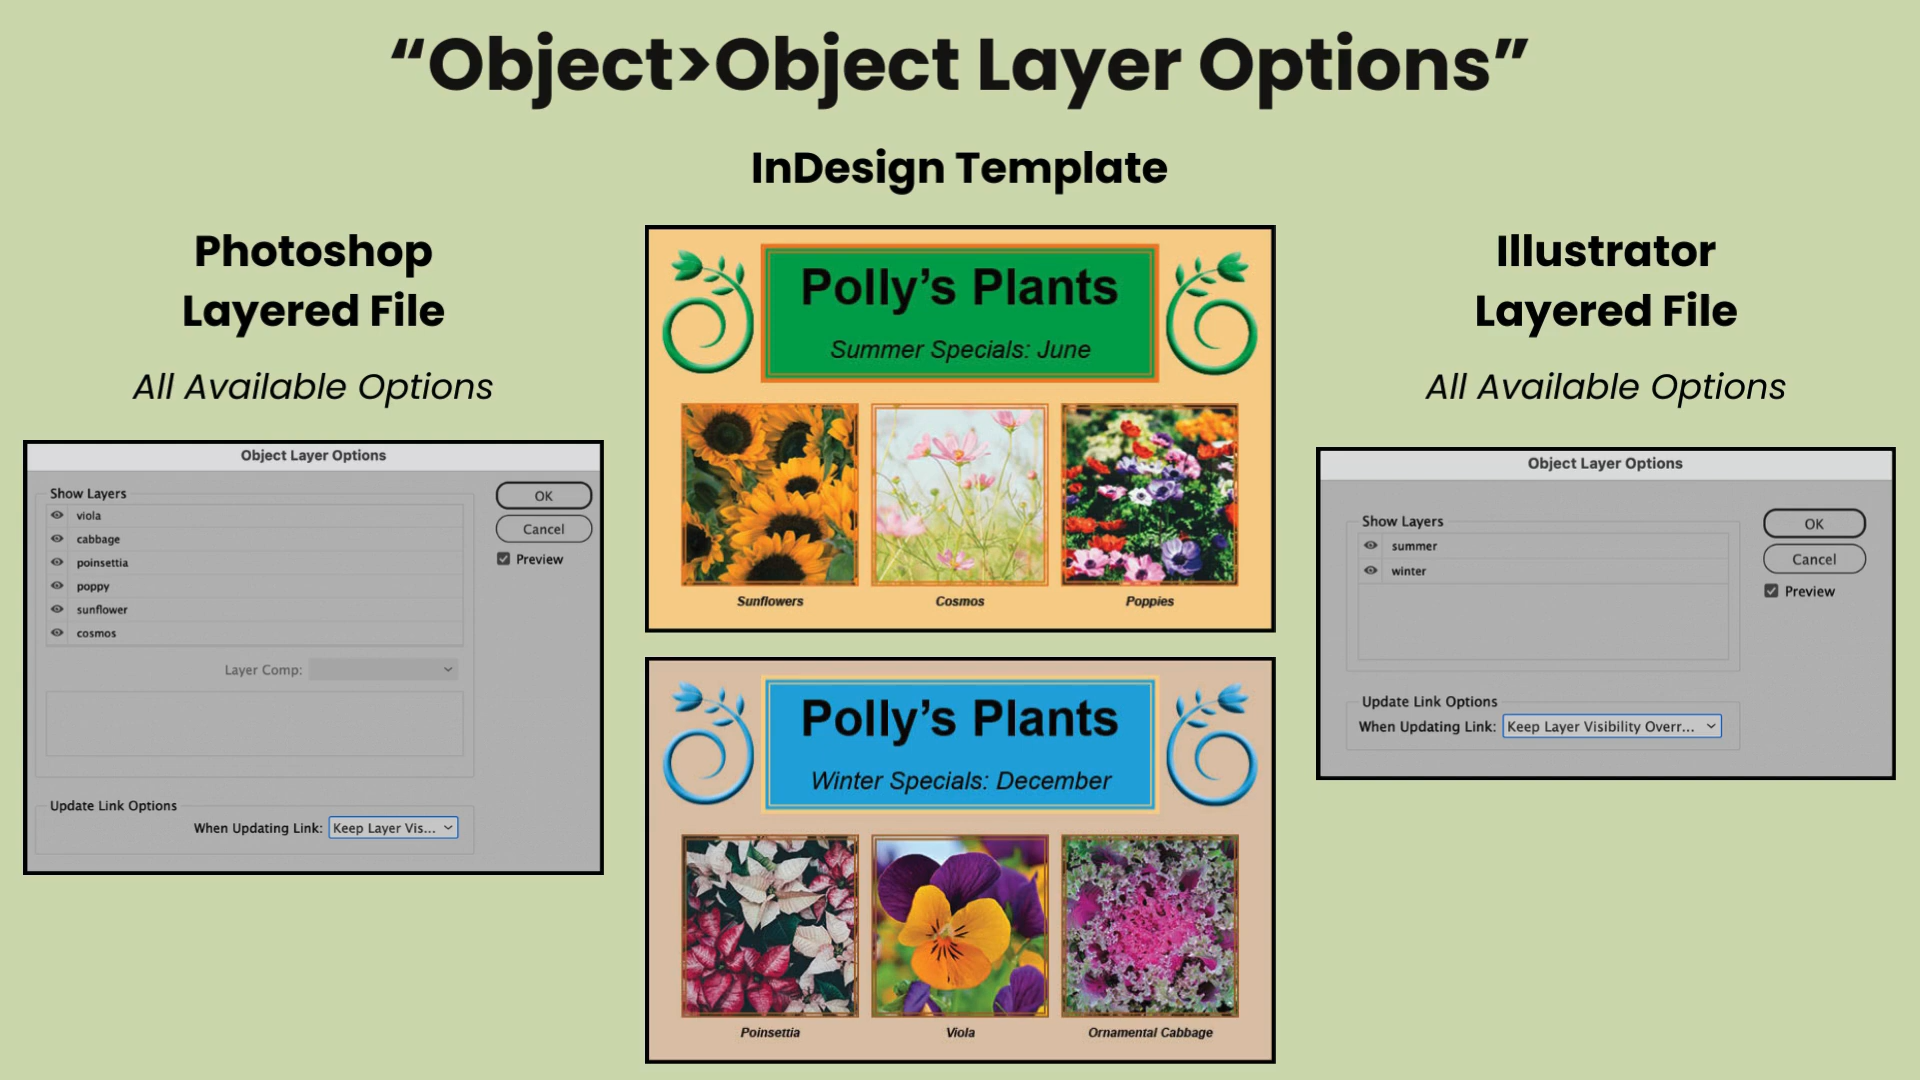 “Object>Object Layer Options”
InDesign Template
Photoshop
Layered File
All Available Options
Object Layer Options
Show Layers
viola
cabbage
poinsettia
poppy
sunflower
cosmos
OK
Cancel
Preview
Layer Comp:
Update Link Options
When Updating Link: Keep Layer Vis...
Polly’s Plants
Summer Specials: June
Sunflowers
Cosmos
Poppies
Polly’s Plants
Winter Specials: December
Poinsettia
Viola
Ornamental Cabbage
Illustrator
Layered File
All Available Options
Object Layer Options
Show Layers
summer
winter
OK
Cancel
Preview
Update Link Options
When Updating Link: Keep Layer Visibility Overr...